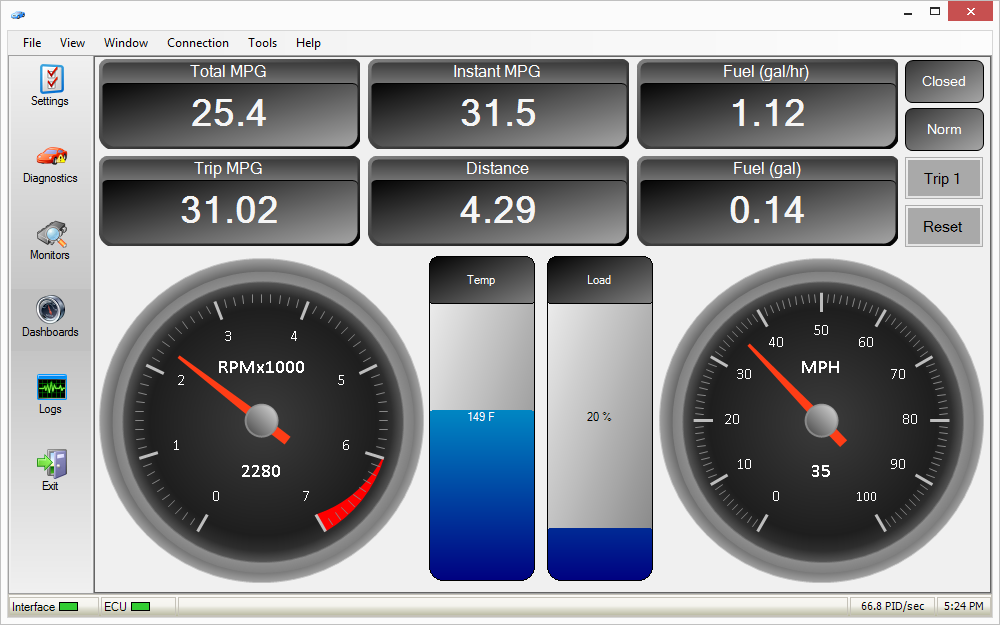 File View Window Connection Tools Help
Settings
Diagnostics
Monitors
Dashboards
Logs
Exit
Total MPG
25.4
Instant MPG
31.5
Fuel (gal/hr)
1.12
Closed
Norm
Trip MPG
31.02
Distance
4.29
Fuel (gal)
0.14
Trip 1
Reset
0
1
2
3
4
5
6
7
RPMx1000
2280
Temp
149 F
Load
20 %
0
10
20
30
40
50
60
70
80
90
100
MPH
35
Interface ECU 66.8 PID/sec 5:24 PM